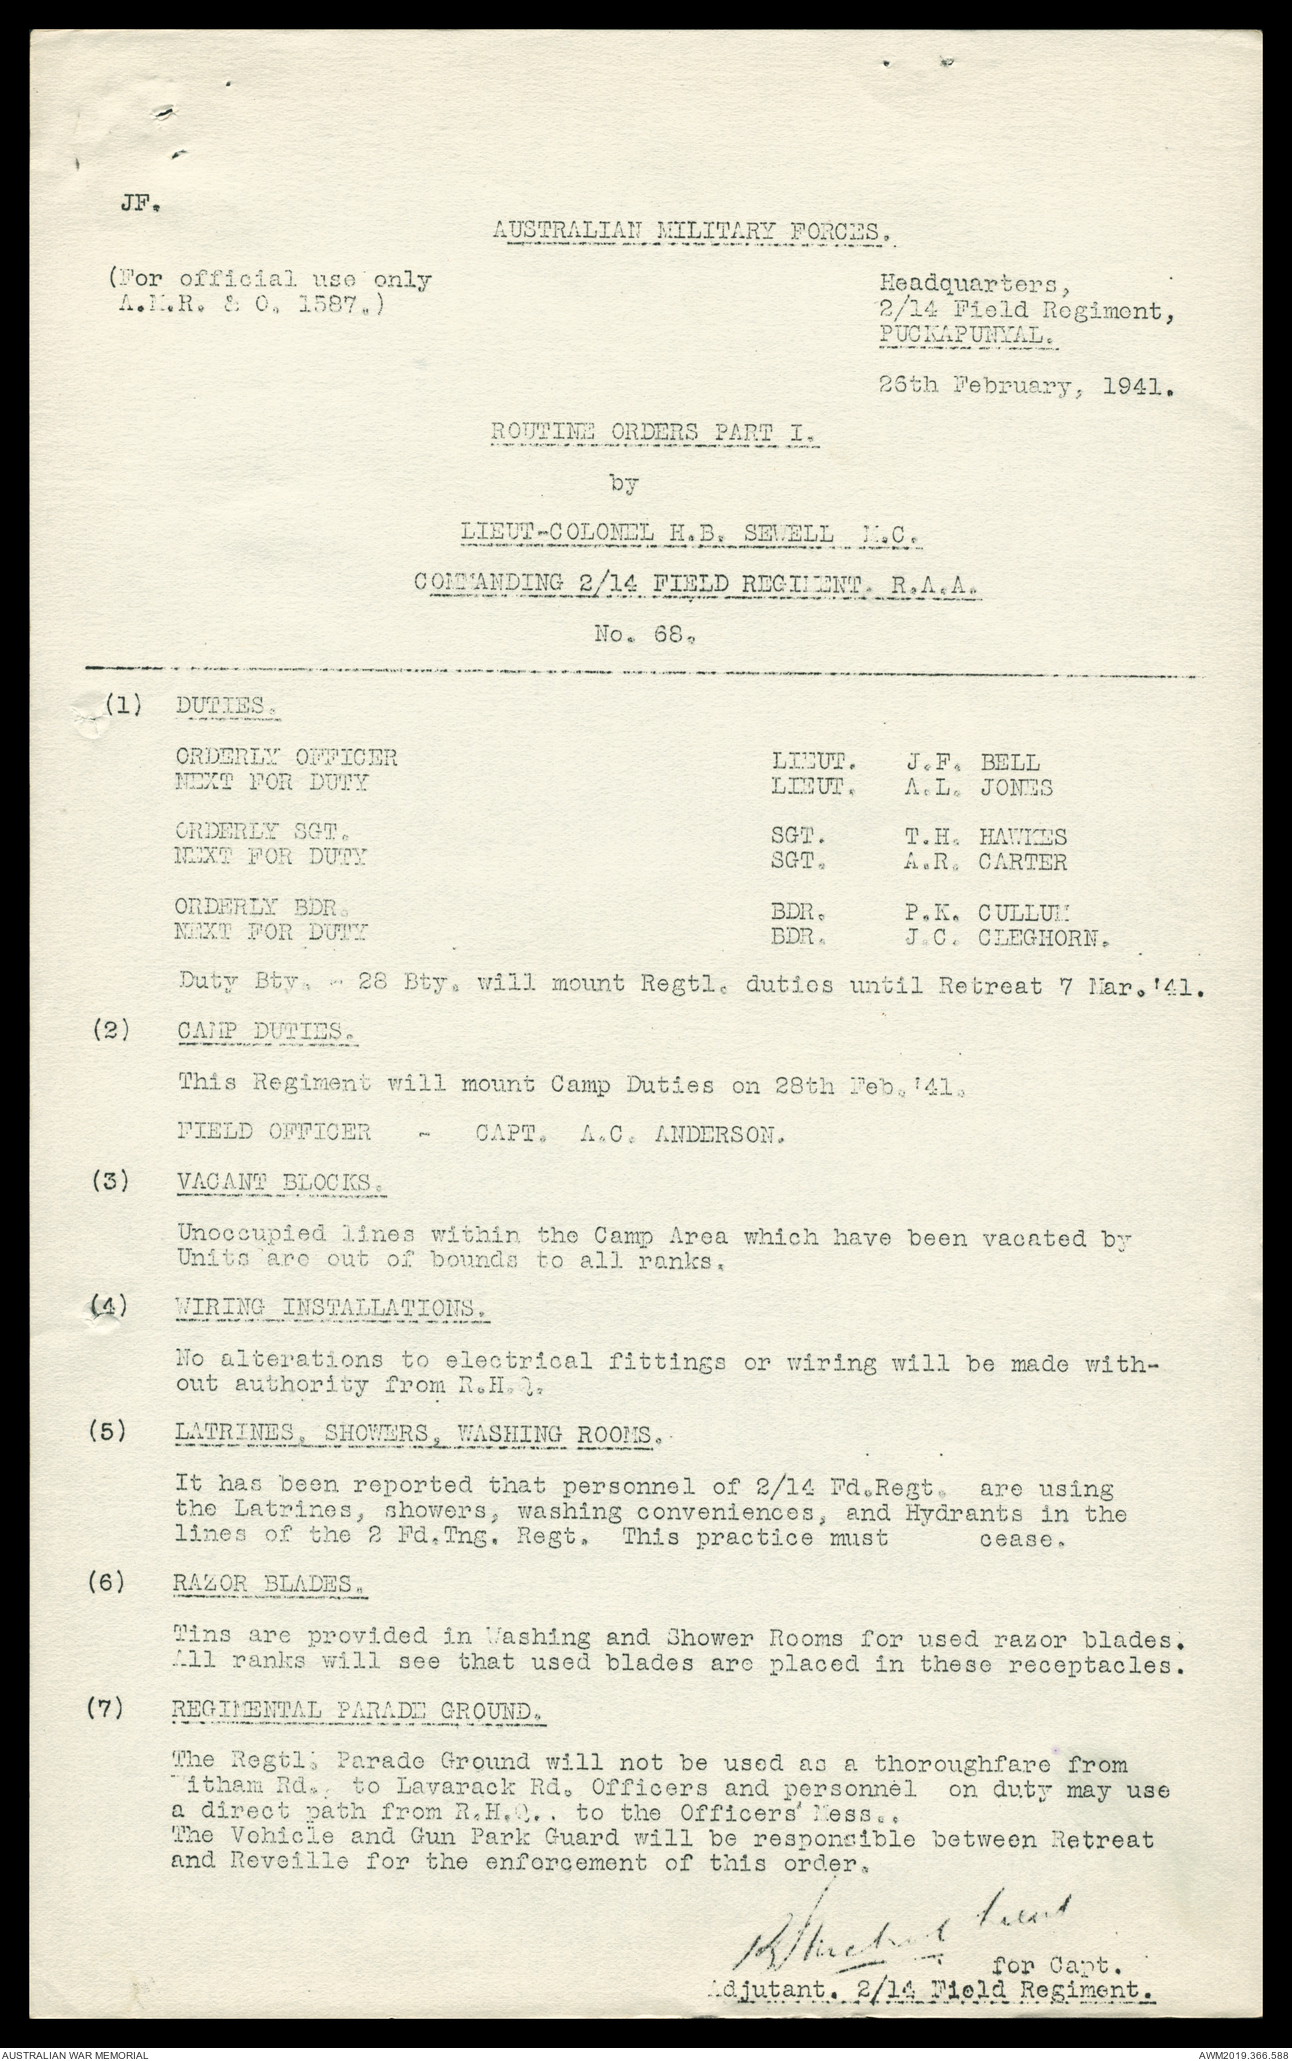 JF.
AUSTRALIAN MILITARY FORCES.
(For official use only
A.M.R. & O. 1587.)
Headquarters,
2/14 Field Regiment,
PUCKAPUNYAL.
26th February, 1941.
ROUTINE ORDERS PART I.
by
LIEUT-COLONEL H.B. SEWELL M.C.
COMMANDING 2/14 FIELD REGIMENT. R.A.A.
No. 68.
(1) DUTIES.
ORDERLY OFFICER LIEUT. J.F. BELL
NEXT FOR DUTY LIEUT. A.L. JONES
ORDERLY SGT. SGT. T.H. HAWKES
NEXT FOR DUTY SGT. A.R. CARTER
ORDERLY BDR. BDR. P.K. CULLUM
NEXT FOR DUTY BDR. J.C. CLEGHORN.
Duty Bty. - 28 Bty. will mount Regtl. duties until Retreat 7 Mar.'41.
(2) CAMP DUTIES.
This Regiment will mount Camp Duties on 28th Feb.'41.
FIELD OFFICER - CAPT. A.C. ANDERSON.
(3) VACANT BLOCKS.
Unoccupied lines within the Camp Area which have been vacated by
Units are out of bounds to all ranks.
(4) WIRING INSTALLATIONS.
No alterations to electrical fittings or wiring will be made with-
out authority from R.H.Q.
(5) LATRINES, SHOWERS, WASHING ROOMS.
It has been reported that personnel of 2/14 Fd.Regt. are using
the Latrines, showers, washing conveniences, and Hydrants in the
lines of the 2 Fd.Tng. Regt. This practice must cease.
(6) RAZOR BLADES.
Tins are provided in Washing and Shower Rooms for used razor blades.
All ranks will see that used blades are placed in these receptacles.
(7) REGIMENTAL PARADE GROUND.
The Regtl. Parade Ground will not be used as a thoroughfare from
Rd., to Lavarack Rd. Officers and personnel on duty may use
a direct path from R.H.Q.. to the Officers' Mess..
The Vehicle and Gun Park Guard will be responsible between Retreat
and Reveille for the enforcement of this order.
Lieut
for Capt.
Adjutant. 2/14 Field Regiment.
AUSTRALIAN WAR MEMORIAL
AWM2019.366.588